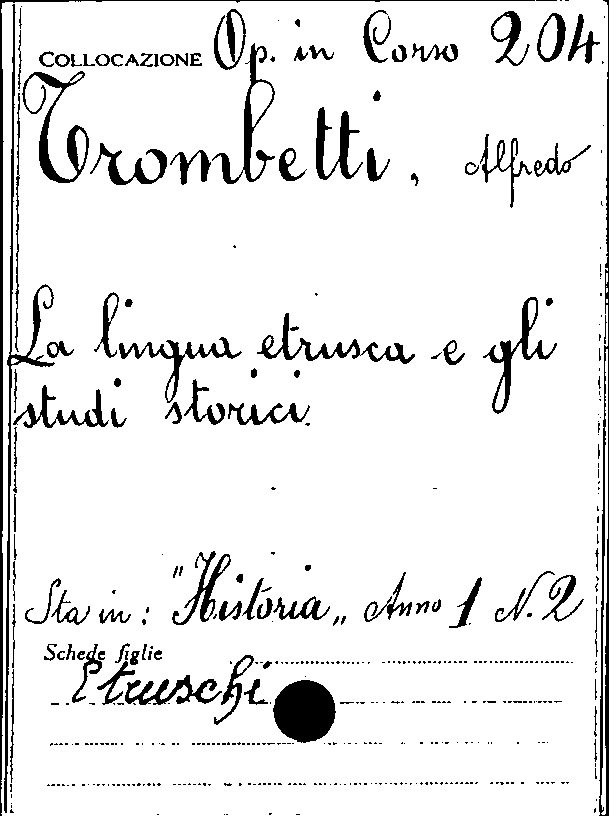 COLLOCAZIONE Op. in Corso 204
Trombetti, Alfredo
La lingua etrusca e gli
studi storici.
Sta in: "Historia„ Anno 1 N. 2
Schede figlie
Etruschi